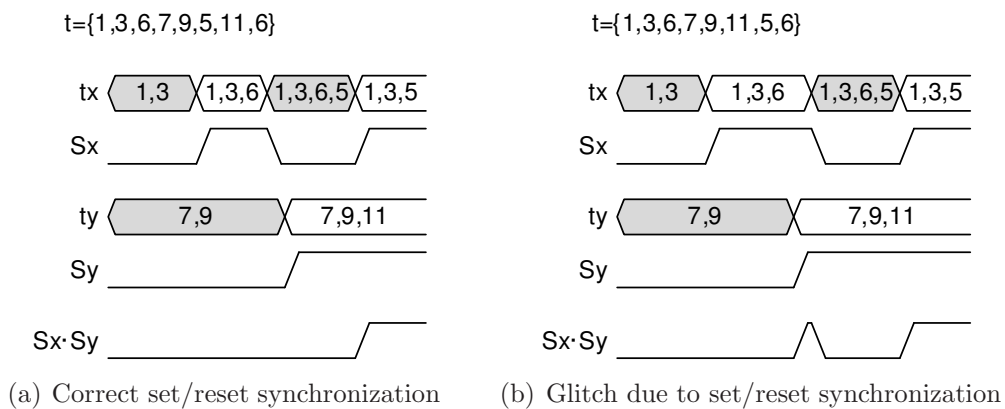 t={1,3,6,7,9,5,11,6}
tx 1,3 1,3,6 1,3,6,5 1,3,5
Sx
ty 7,9 7,9,11
Sy
Sx·Sy
(a) Correct set/reset synchronization
t={1,3,6,7,9,11,5,6}
tx 1,3 1,3,6 1,3,6,5 1,3,5
Sx
ty 7,9 7,9,11
Sy
Sx·Sy
(b) Glitch due to set/reset synchronization